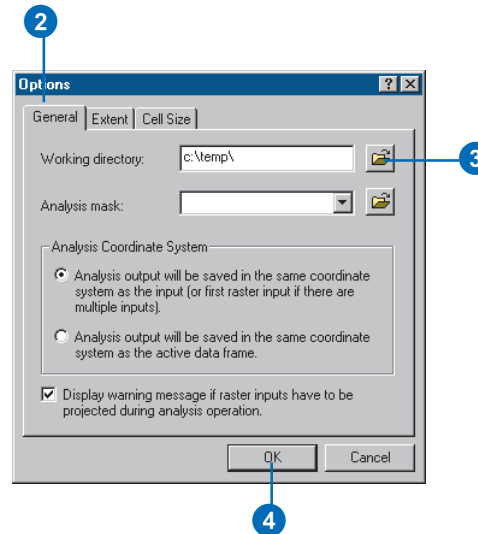 2
Options
General Extent Cell Size
Working directory: c:\temp\
3
Analysis mask:
Analysis Coordinate System
Analysis output will be saved in the same coordinate
system as the input (or first raster input if there are
multiple inputs).
Analysis output will be saved in the same coordinate
system as the active data frame.
Display warning message if raster inputs have to be
projected during analysis operation.
OK Cancel
4